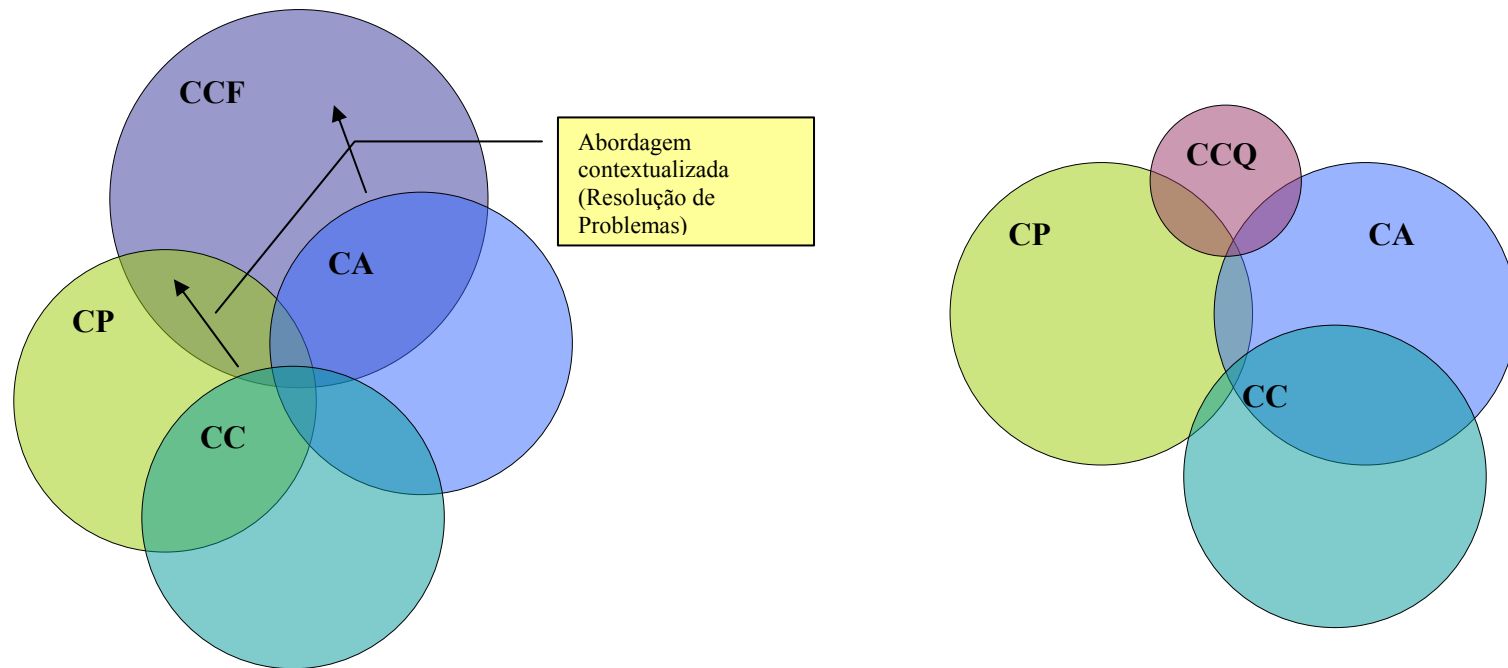 CCF
Abordagem
contextualizada
(Resolução de
Problemas)
CA
CP
CC
CCQ
CP
CA
CC